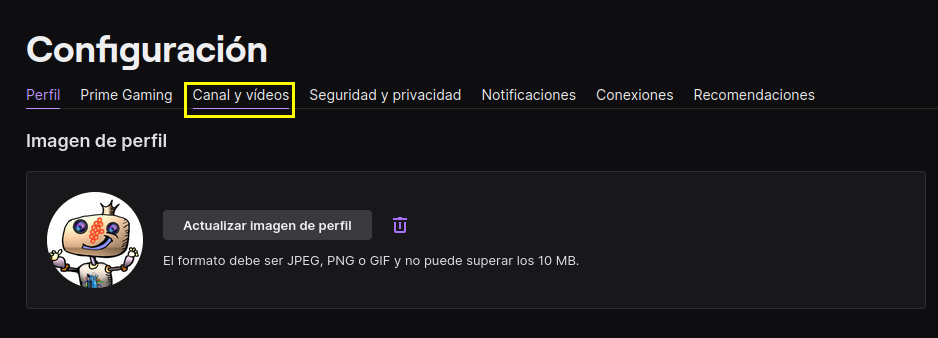 Configuración
Perfil Prime Gaming Canal y vídeos Seguridad y privacidad Notificaciones Conexiones Recomendaciones
Imagen de perfil
Actualizar imagen de perfil
El formato debe ser JPEG, PNG o GIF y no puede superar los 10 MB.